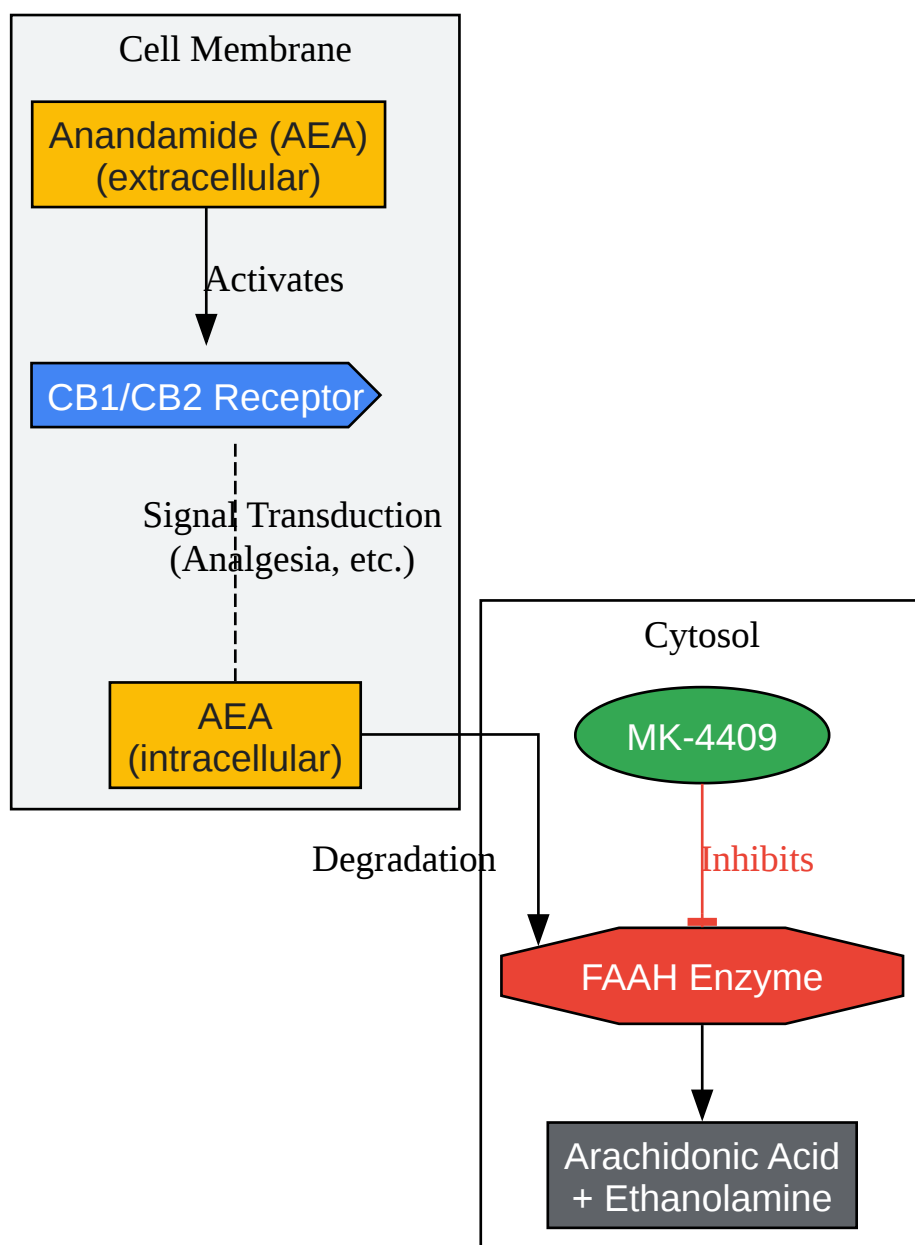 Cell Membrane
Anandamide (AEA)
(extracellular)
Activates
CB1/CB2 Receptor
Signal Transduction
(Analgesia, etc.)
AEA
(intracellular)
Cytosol
MK-4409
Degradation
Inhibits
FAAH Enzyme
Arachidonic Acid
+ Ethanolamine